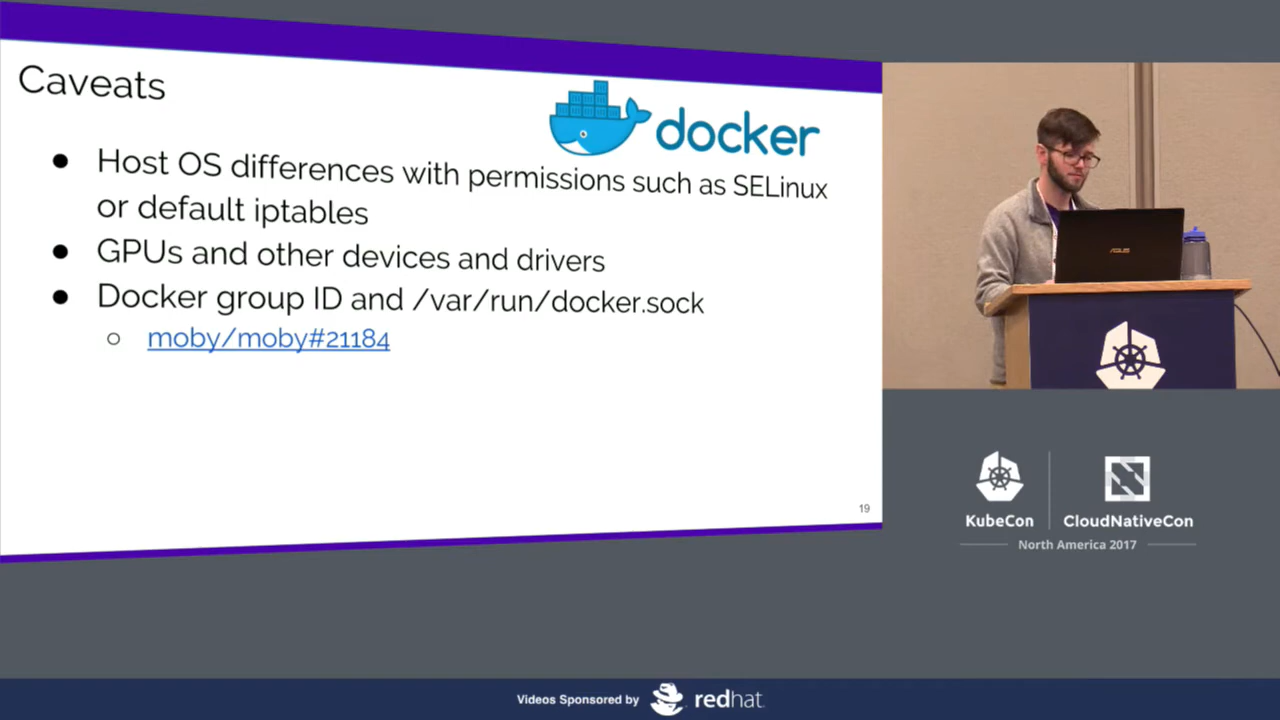 Caveats
docker
● Host OS differences with permissions such as SELinux
or default iptables
● GPUs and other devices and drivers
● Docker group ID and /var/run/docker.sock
○ moby/moby#21184
19
ASUS
KubeCon
CloudNativeCon
North America 2017
Videos Sponsored by redhat.